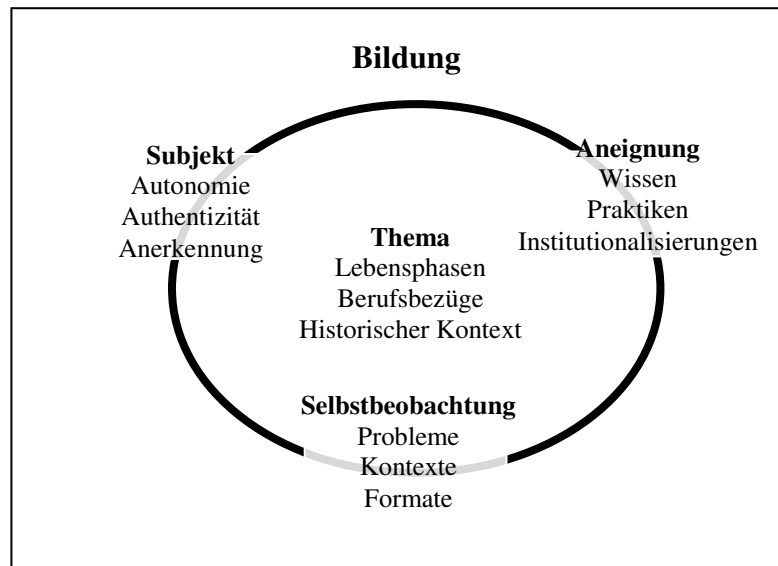 Bildung
Subjekt
Autonomie
Authentizität
Anerkennung
Aneignung
Wissen
Praktiken
Institutionalisierungen
Thema
Lebensphasen
Berufsbezüge
Historischer Kontext
Selbstbeobachtung
Probleme
Kontexte
Formate